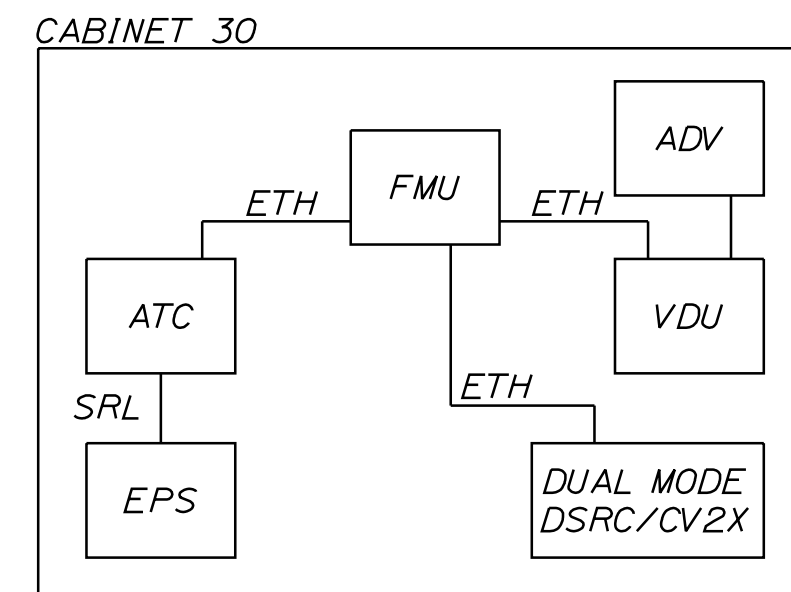 CABINET 30
ADV
FMU
ETH
ETH
ATC
VDU
ETH
SRL
EPS
DUAL MODE
DSRC/CV2X